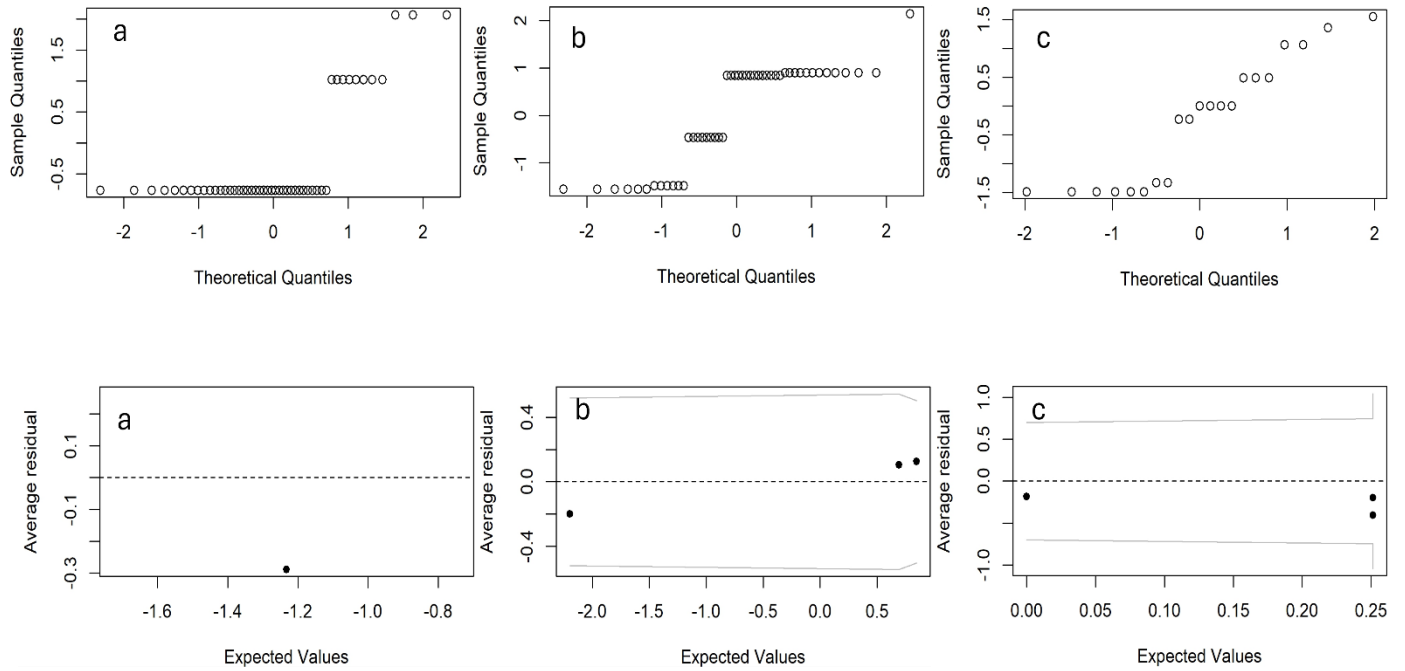 a
Sample Quantiles
-0.5 0.5 1.5
-2 -1 0 1 2
Theoretical Quantiles
b
Sample Quantiles
-1 0 1 2
-2 -1 0 1 2
Theoretical Quantiles
c
Sample Quantiles
-1.5 -0.5 0.5 1.5
-2 -1 0 1 2
Theoretical Quantiles
a
Average residual
-0.3 -0.1 0.1
-1.6 -1.4 -1.2 -1.0 -0.8
Expected Values
b
Average residual
-0.4 0.0 0.4
-2.0 -1.5 -1.0 -0.5 0.0 0.5
Expected Values
c
Average residual
-1.0 0.0 0.5 1.0
0.00 0.05 0.10 0.15 0.20 0.25
Expected Values